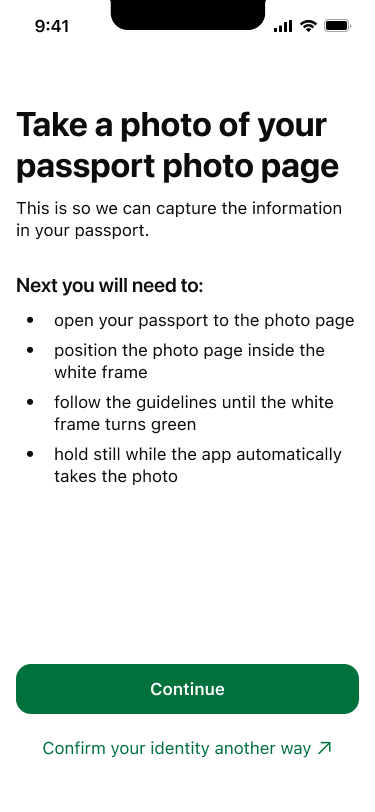 9:41
Take a photo of your
passport photo page
This is so we can capture the information
in your passport.
Next you will need to:
• open your passport to the photo page
• position the photo page inside the
white frame
• follow the guidelines until the white
frame turns green
• hold still while the app automatically
takes the photo
Continue
Confirm your identity another way